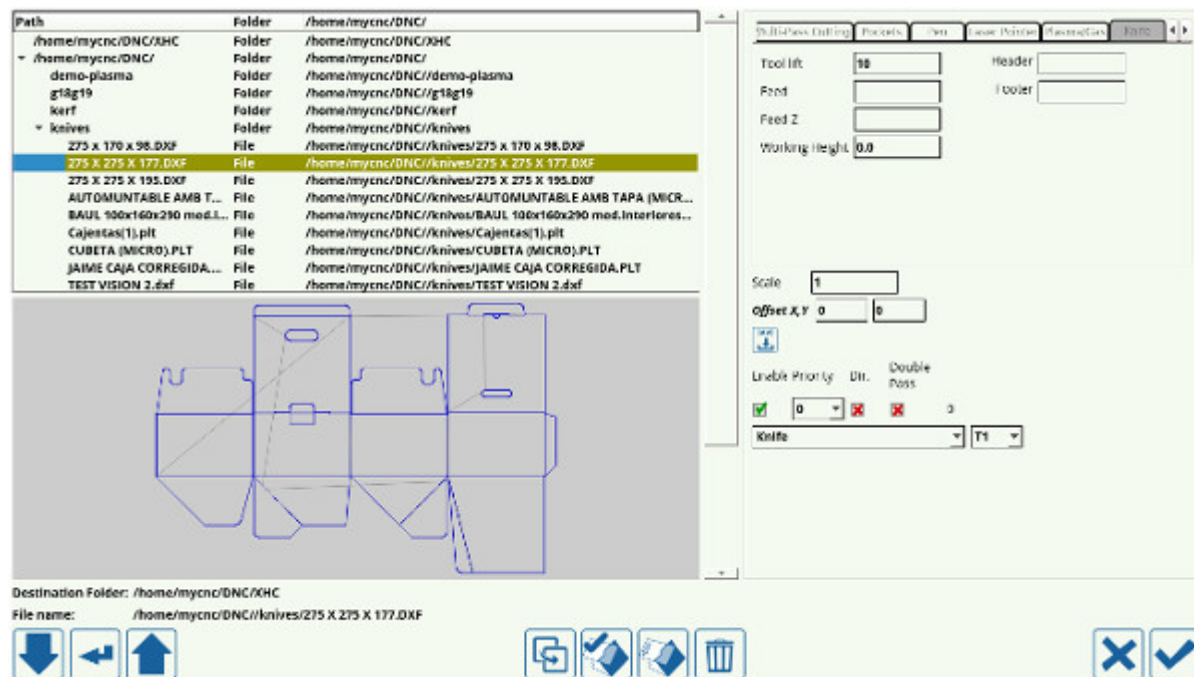 Path Folder /home/mycnc/DNC/
/home/mycnc/DNC/XHC Folder /home/mycnc/DNC/XHC
/home/mycnc/DNC/ Folder /home/mycnc/DNC/
demo-plasma Folder /home/mycnc/DNC//demo-plasma
g18g19 Folder /home/mycnc/DNC//g18g19
kerf Folder /home/mycnc/DNC//kerf
knives Folder /home/mycnc/DNC//knives
275 x 170 x 98.DXF File /home/mycnc/DNC//knives/275 x 170 x 98.DXF
275 X 275 X 177.DXF File /home/mycnc/DNC//knives/275 X 275 X 177.DXF
275 X 275 X 195.DXF File /home/mycnc/DNC//knives/275 X 275 X 195.DXF
AUTOMUNTABLE AMB T... File /home/mycnc/DNC//knives/AUTOMUNTABLE AMB TAPA (MICR...
BAUL 100x160x290 mod.i... File /home/mycnc/DNC//knives/BAUL 100x160x290 mod.interiores...
Cajentas(1).plt File /home/mycnc/DNC//knives/Cajentas(1).plt
CUBETA (MICRO).PLT File /home/mycnc/DNC//knives/CUBETA (MICRO).PLT
JAIME CAJA CORREGIDA.... File /home/mycnc/DNC//knives/JAIME CAJA CORREGIDA.PLT
TEST VISION 2.dxf File /home/mycnc/DNC//knives/TEST VISION 2.dxf
Destination Folder: /home/mycnc/DNC/XHC
File name: /home/mycnc/DNC//knives/275 X 275 X 177.DXF
Multi-Pass Cutting Pockets Pen Laser Pointer Plasma/Gas Knife
Tool lift 10 Header
Feed Footer
Feed Z
Working Height 0.0
Scale 1
Offset X,Y 0 0
Enable Priority Dir. Double Pass
0 0
Knife T1